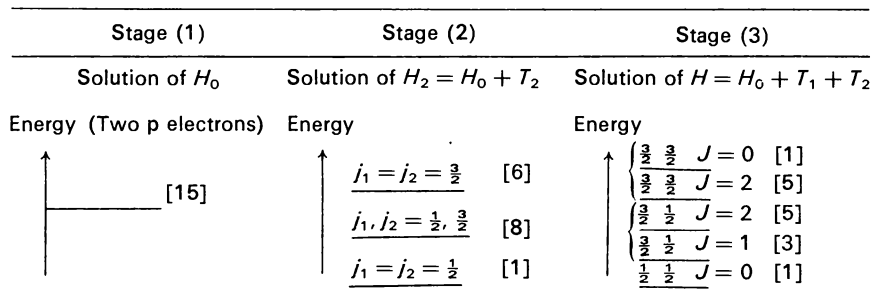 Stage (1) Stage (2) Stage (3)
Solution of H₀ Solution of H₂ = H₀ + T₂ Solution of H = H₀ + T₁ + T₂
Energy (Two p electrons) Energy Energy
[15]
j₁ = j₂ = 3/2 [6]
j₁, j₂ = 1/2, 3/2 [8]
j₁ = j₂ = 1/2 [1]
3/2 3/2 J = 0 [1]
3/2 3/2 J = 2 [5]
3/2 1/2 J = 2 [5]
3/2 1/2 J = 1 [3]
1/2 1/2 J = 0 [1]